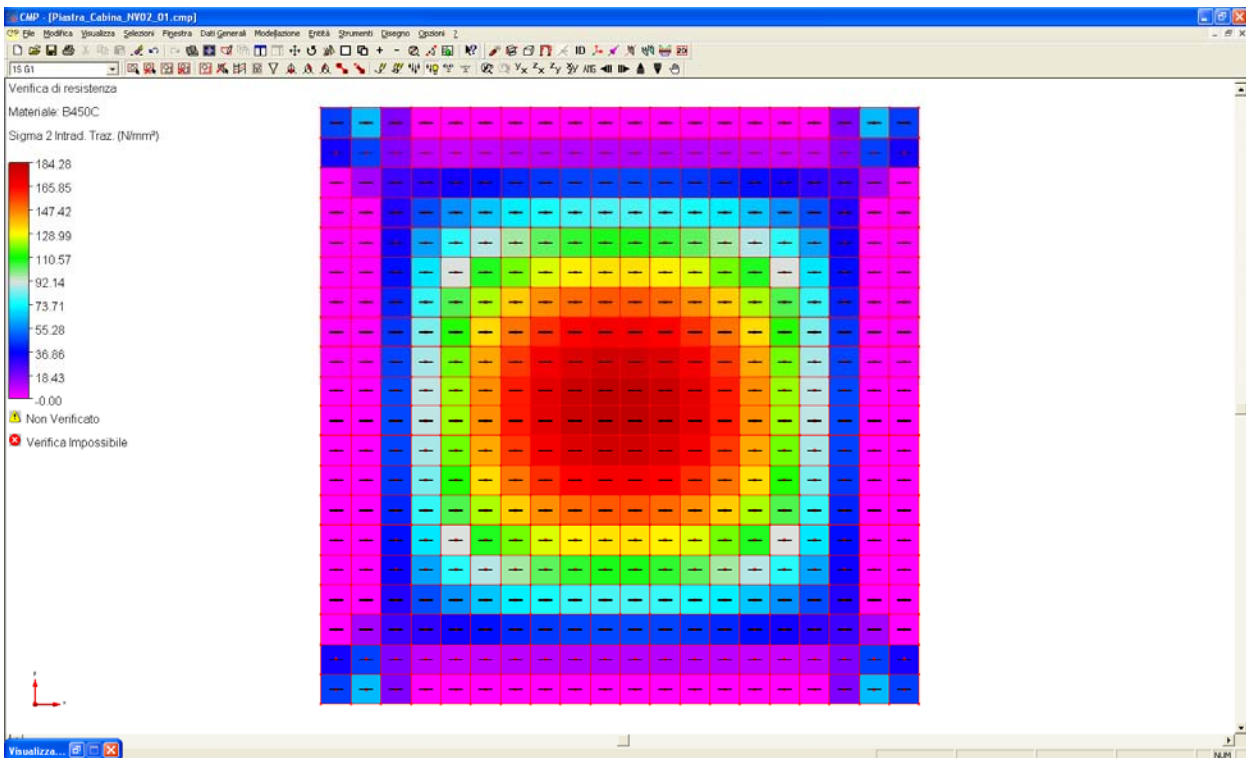 CMP - [Piastra_Cabina_NV02_01.cmp]
File Modifica Visualizza Selezioni Finestra Dati Generali Modellazione Entità Strumenti Disegno Opzioni ?
1S G1
Verifica di resistenza
Materiale: B450C
Sigma 2 Intrad. Traz. (N/mm²)
184.28
165.85
147.42
128.99
110.57
92.14
73.71
55.28
36.86
18.43
-0.00
Non Verificato
Verifica Impossibile
Visualizza...
NUM